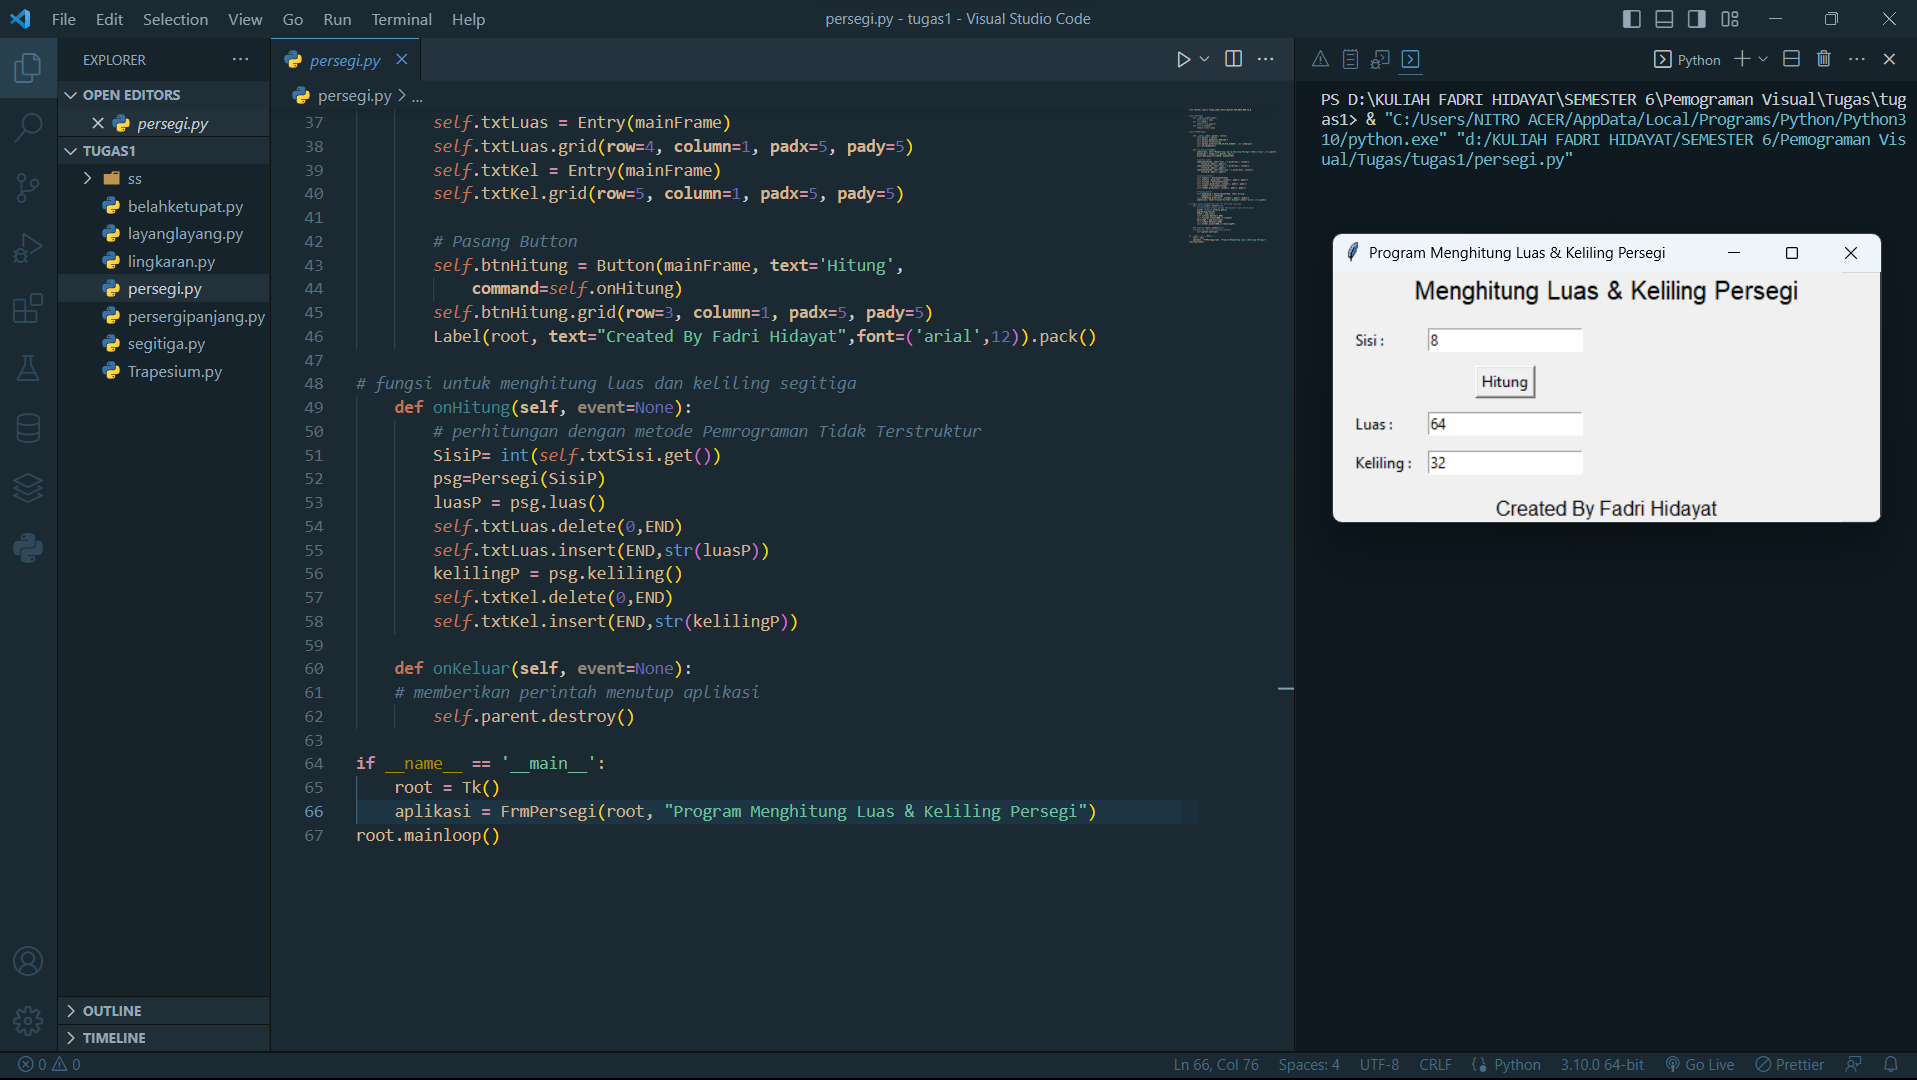 File Edit Selection View Go Run Terminal Help
persegi.py - tugas1 - Visual Studio Code
EXPLORER
OPEN EDITORS
persegi.py
TUGAS1
ss
belahketupat.py
layanglayang.py
lingkaran.py
persegi.py
persergipanjang.py
segitiga.py
Trapesium.py
OUTLINE
TIMELINE
persegi.py
persegi.py > ...
37 self.txtLuas = Entry(mainFrame)
38 self.txtLuas.grid(row=4, column=1, padx=5, pady=5)
39 self.txtKel = Entry(mainFrame)
40 self.txtKel.grid(row=5, column=1, padx=5, pady=5)
41
42 # Pasang Button
43 self.btnHitung = Button(mainFrame, text='Hitung',
44 command=self.onHitung)
45 self.btnHitung.grid(row=3, column=1, padx=5, pady=5)
46 Label(root, text="Created By Fadri Hidayat",font=('arial',12)).pack()
47
48 # fungsi untuk menghitung luas dan keliling segitiga
49 def onHitung(self, event=None):
50 # perhitungan dengan metode Pemrograman Tidak Terstruktur
51 SisiP= int(self.txtSisi.get())
52 psg=Persegi(SisiP)
53 luasP = psg.luas()
54 self.txtLuas.delete(0,END)
55 self.txtLuas.insert(END,str(luasP))
56 kelilingP = psg.keliling()
57 self.txtKel.delete(0,END)
58 self.txtKel.insert(END,str(kelilingP))
59
60 def onKeluar(self, event=None):
61 # memberikan perintah menutup aplikasi
62 self.parent.destroy()
63
64 if __name__ == '__main__':
65 root = Tk()
66 aplikasi = FrmPersegi(root, "Program Menghitung Luas & Keliling Persegi")
67 root.mainloop()
Python
PS D:\KULIAH FADRI HIDAYAT\SEMESTER 6\Pemograman Visual\Tugas\tug
as1> & "C:/Users/NITRO ACER/AppData/Local/Programs/Python/Python3
10/python.exe" "d:/KULIAH FADRI HIDAYAT/SEMESTER 6/Pemograman Vis
ual/Tugas/tugas1/persegi.py"
Program Menghitung Luas & Keliling Persegi
Menghitung Luas & Keliling Persegi
Sisi : 8
Hitung
Luas : 64
Keliling : 32
Created By Fadri Hidayat
0 0
Ln 66, Col 76 Spaces: 4 UTF-8 CRLF Python 3.10.0 64-bit Go Live Prettier